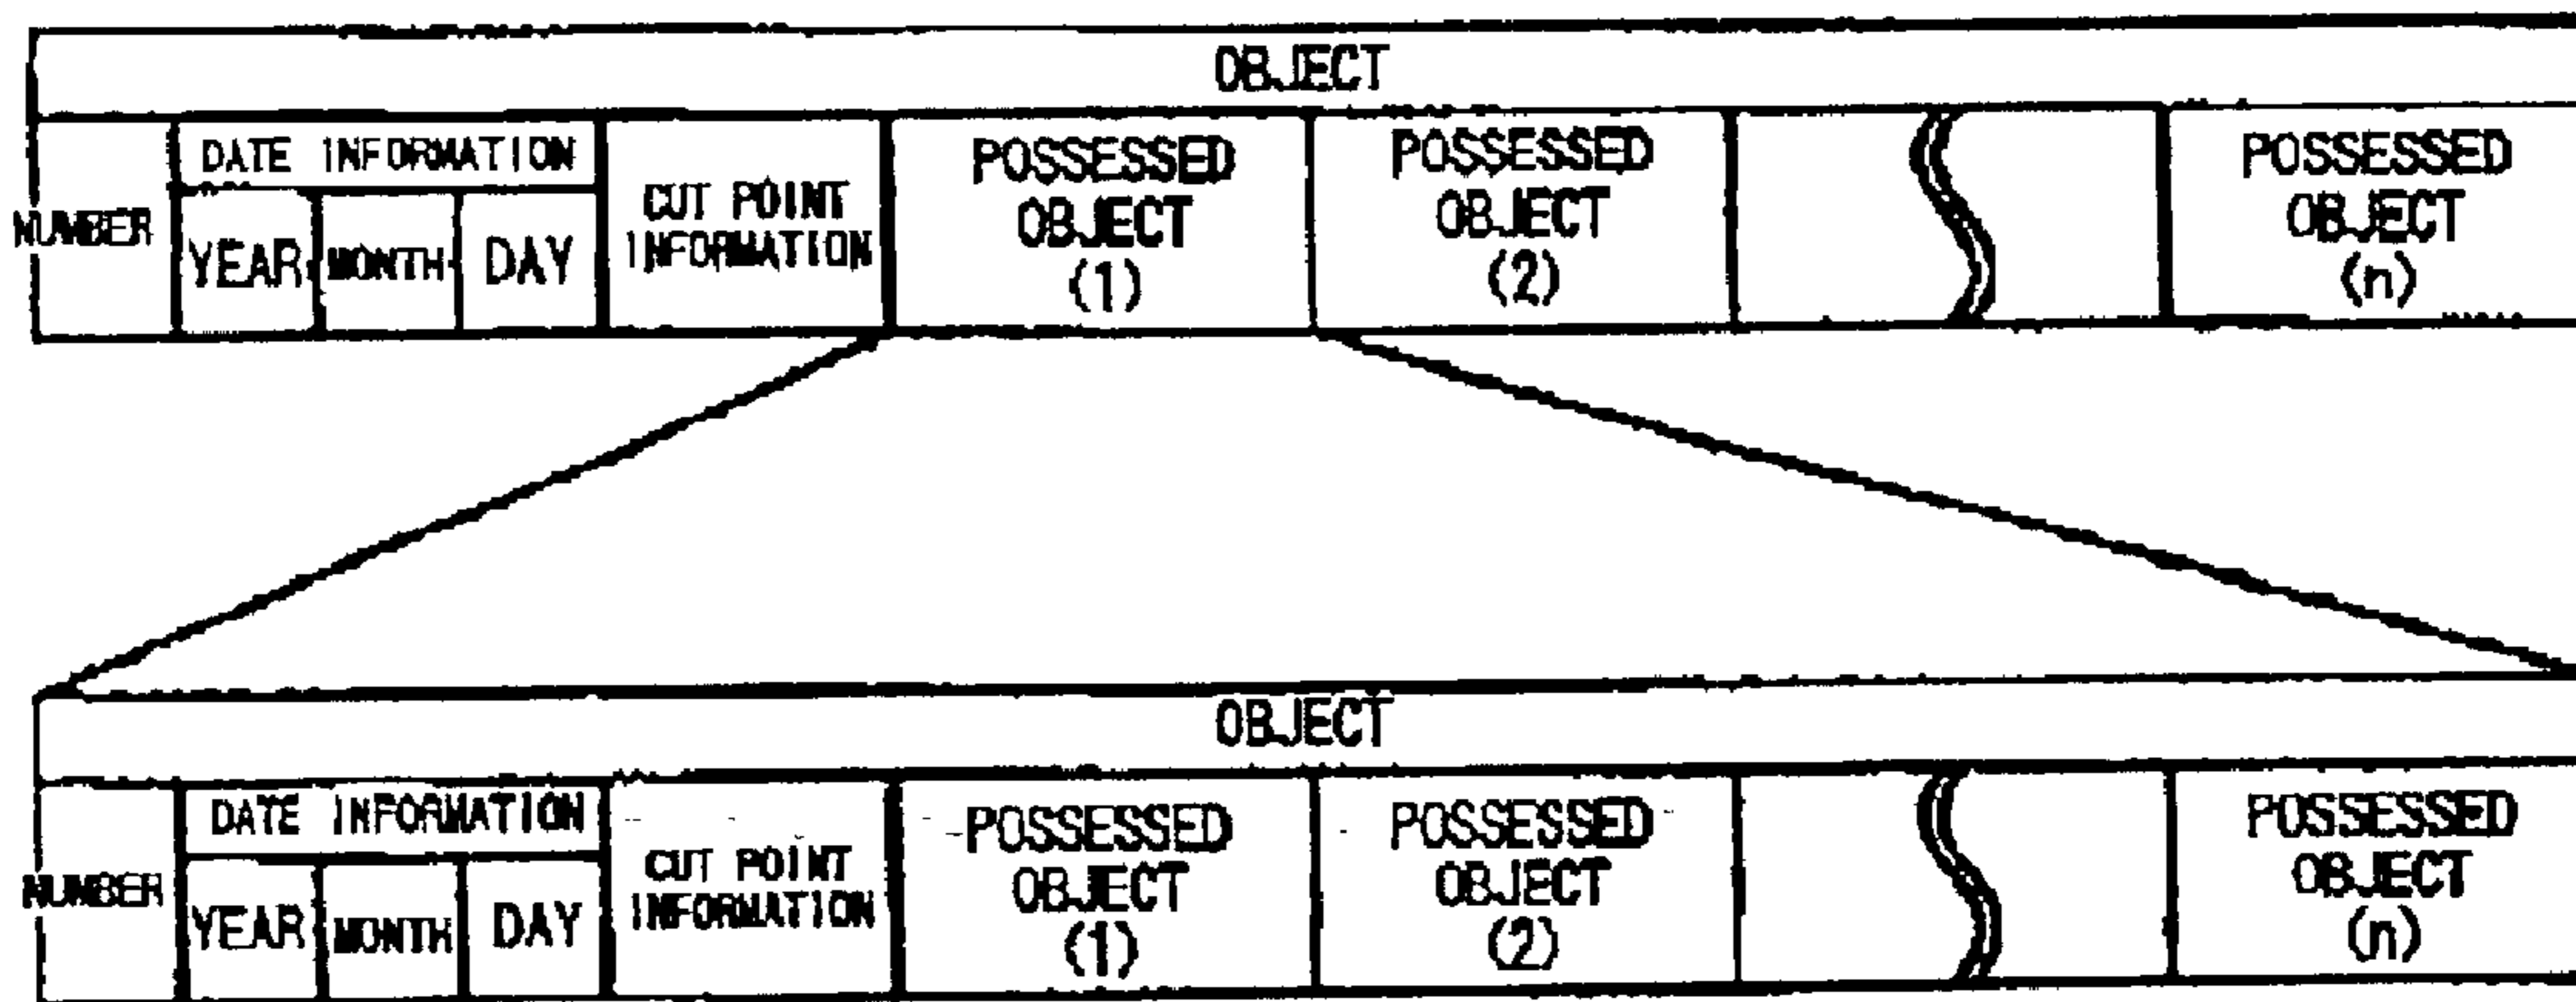 OBJECT
NUMBER
DATE INFORMATION
YEAR
MONTH
DAY
CUT POINT
INFORMATION
POSSESSED
OBJECT
(1)
POSSESSED
OBJECT
(2)
POSSESSED
OBJECT
(n)
OBJECT
NUMBER
DATE INFORMATION
YEAR
MONTH
DAY
CUT POINT
INFORMATION
POSSESSED
OBJECT
(1)
POSSESSED
OBJECT
(2)
POSSESSED
OBJECT
(n)